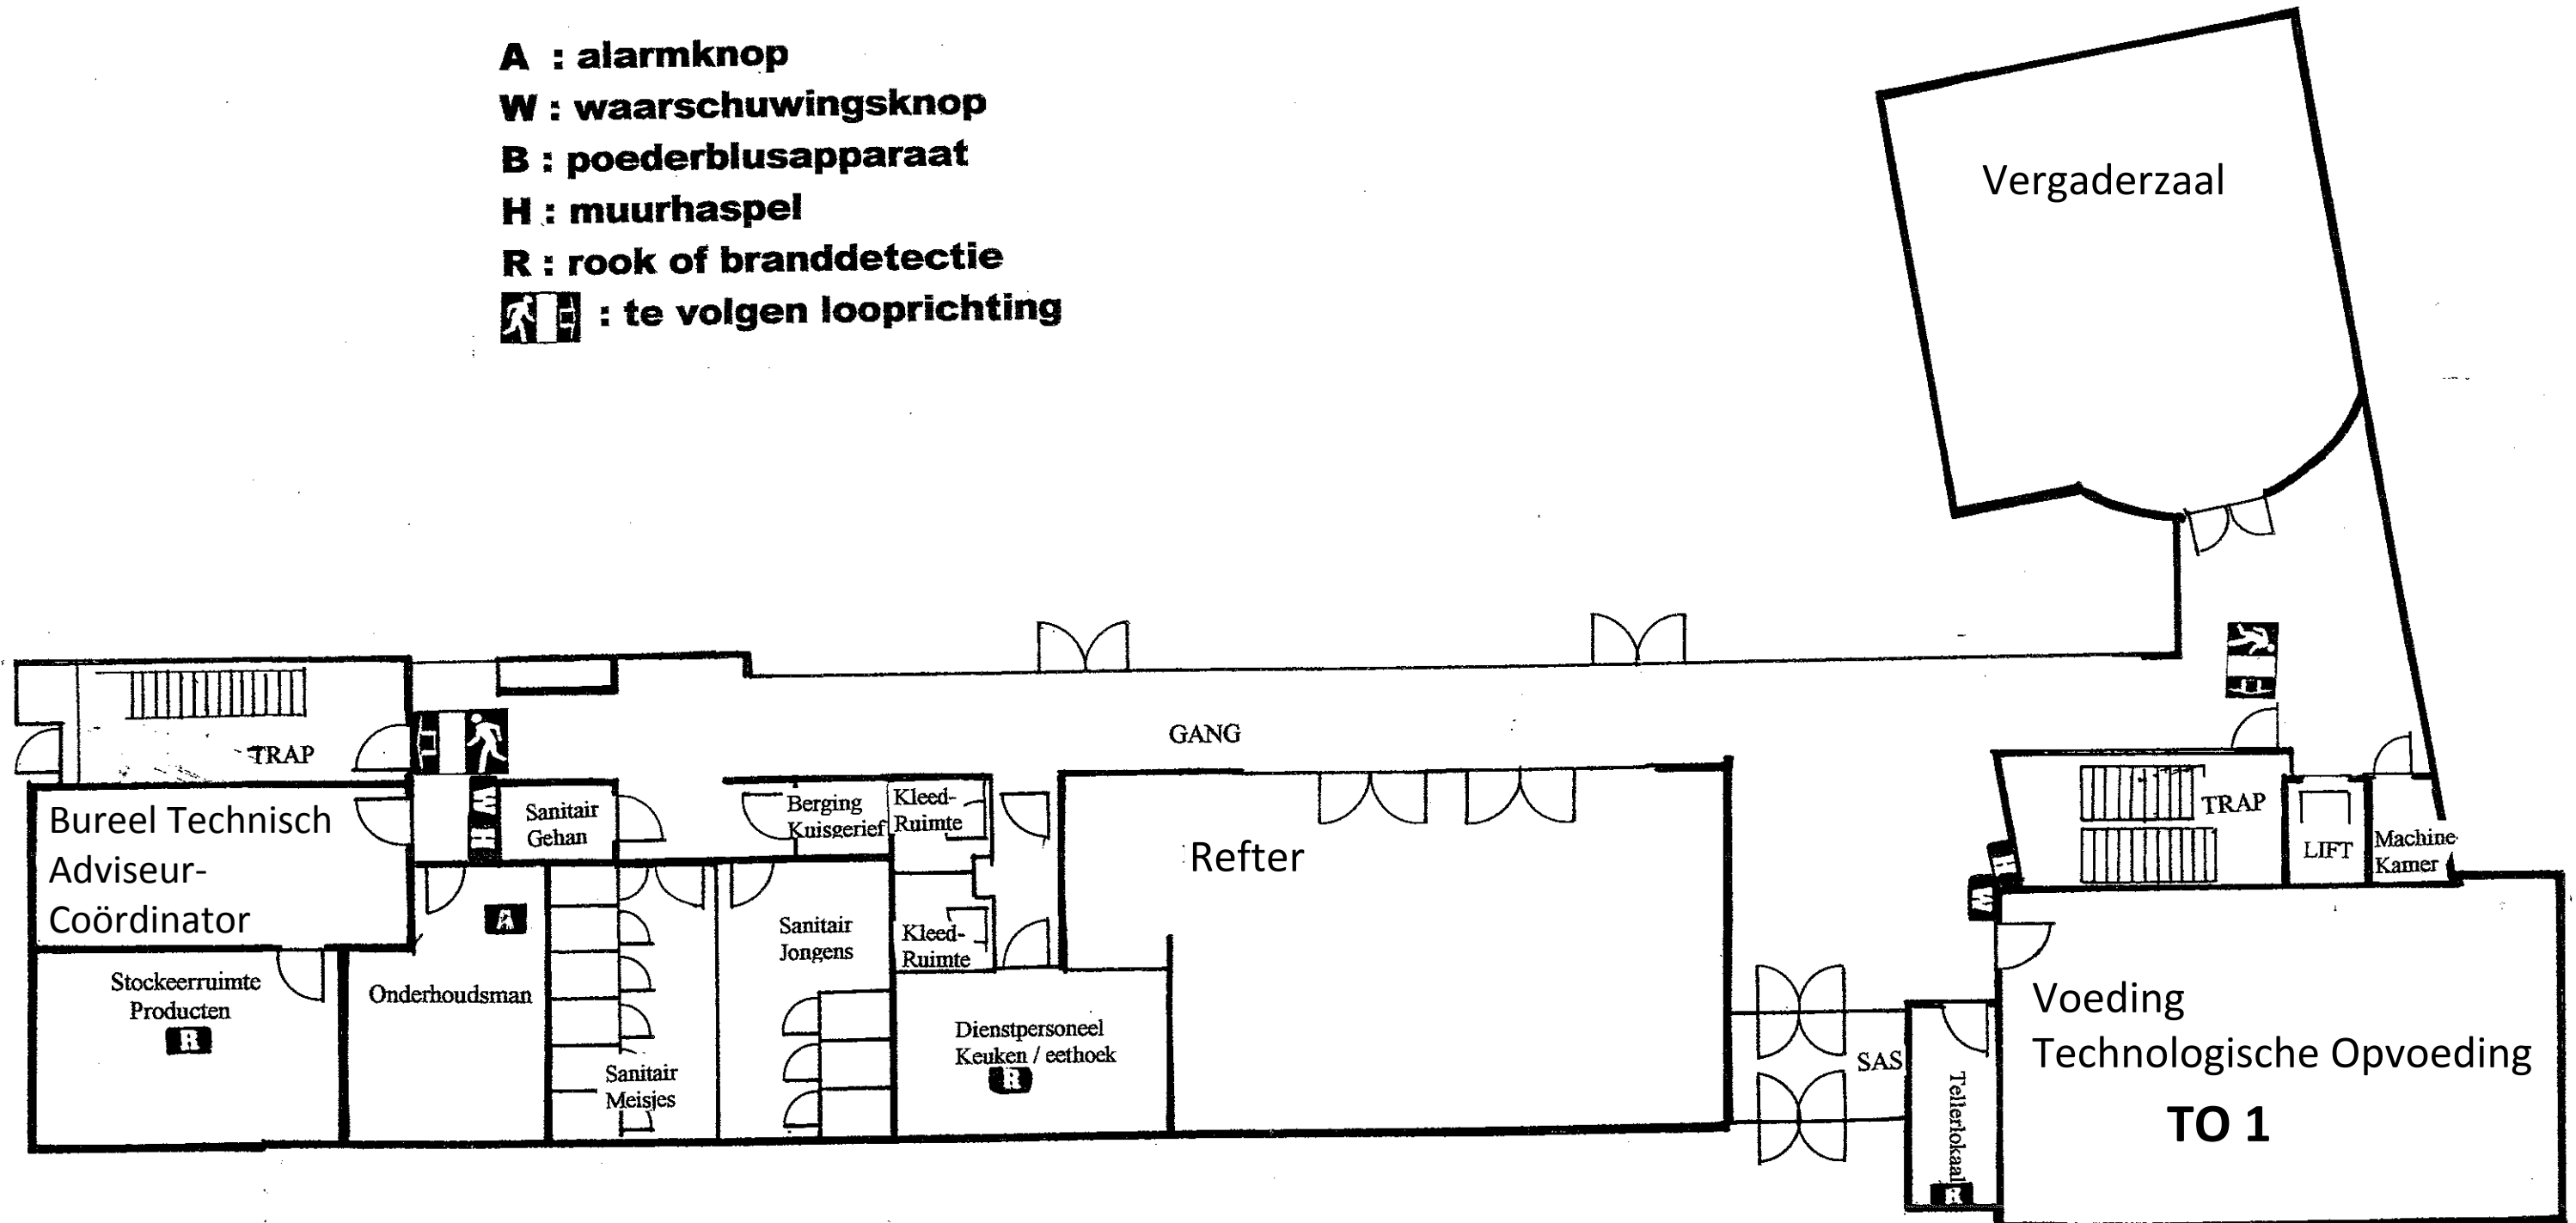 A : alarmknop
W : waarschuwingsknop
B : poederblusapparaat
H : muurhaspel
R : rook of branddetectie
: te volgen looprichting
Vergaderzaal
GANG
TRAP
Bureel Technisch
Adviseur-
Coördinator
Sanitair
Gehan
Berging
Kuisgerief
Kleed-
Ruimte
Refter
TRAP
LIFT
Machine-
Kamer
W
H
H
W
A
Stockeerruimte
Producten
R
Onderhoudsman
Sanitair
Meisjes
Sanitair
Jongens
Kleed-
Ruimte
Dienstpersoneel
Keuken / eethoek
R
SAS
Tellerlokaal
R
Voeding
Technologische Opvoeding
TO 1